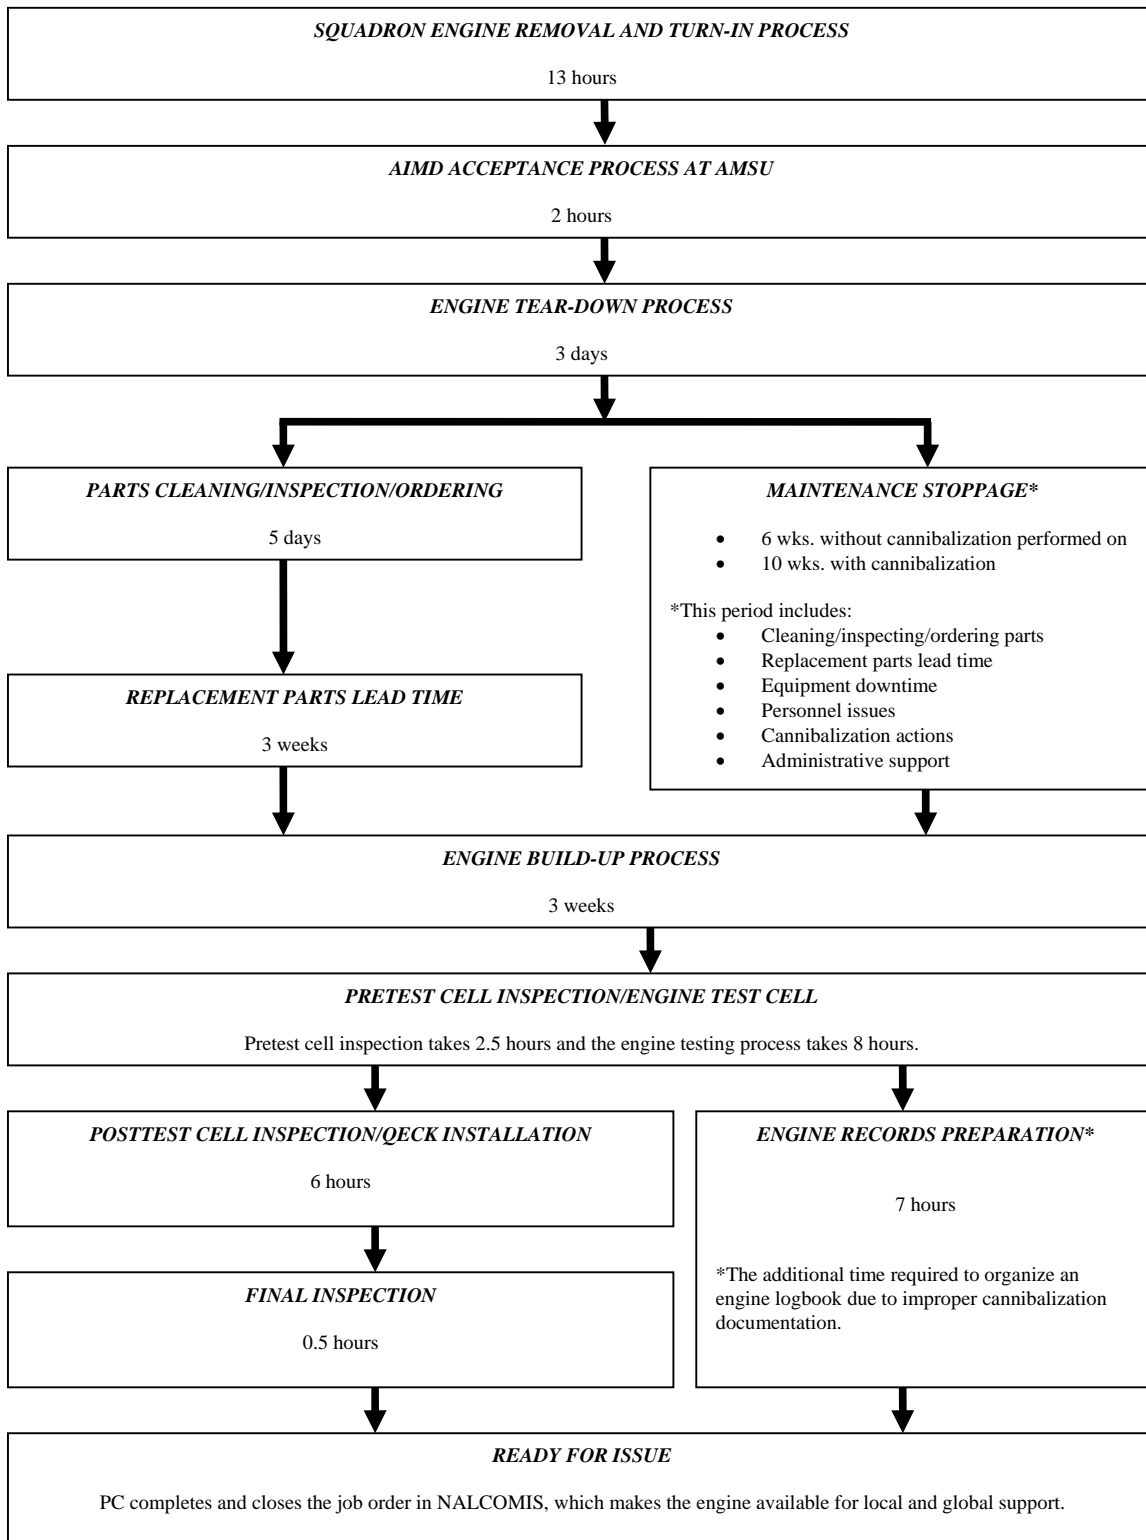 SQUADRON ENGINE REMOVAL AND TURN-IN PROCESS
13 hours
AIMD ACCEPTANCE PROCESS AT AMSU
2 hours
ENGINE TEAR-DOWN PROCESS
3 days
PARTS CLEANING/INSPECTION/ORDERING
5 days
REPLACEMENT PARTS LEAD TIME
3 weeks
MAINTENANCE STOPPAGE*
• 6 wks. without cannibalization performed on
• 10 wks. with cannibalization
*This period includes:
• Cleaning/inspecting/ordering parts
• Replacement parts lead time
• Equipment downtime
• Personnel issues
• Cannibalization actions
• Administrative support
ENGINE BUILD-UP PROCESS
3 weeks
PRETEST CELL INSPECTION/ENGINE TEST CELL
Pretest cell inspection takes 2.5 hours and the engine testing process takes 8 hours.
POSTTEST CELL INSPECTION/QECK INSTALLATION
6 hours
FINAL INSPECTION
0.5 hours
ENGINE RECORDS PREPARATION*
7 hours
*The additional time required to organize an
engine logbook due to improper cannibalization
documentation.
READY FOR ISSUE
PC completes and closes the job order in NALCOMIS, which makes the engine available for local and global support.